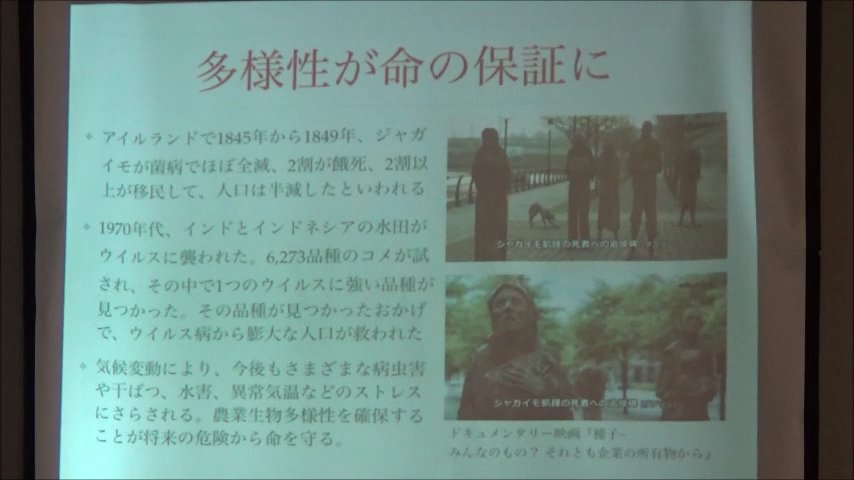 多様性が命の保証に
アイルランドで1845年から1849年、ジャガ
イモが菌病でほぼ全滅、2割が餓死、2割以
上が移民して、人口は半減したといわれる
1970年代、インドとインドネシアの水田が
ウイルスに襲われた。6,273品種のコメが試
され、その中で1つのウイルスに強い品種が
見つかった。その品種が見つかったおかげ
で、ウイルス病から膨大な人口が救われた
気候変動により、今後もさまざまな病虫害
や干ばつ、水害、異常気温などのストレス
にさらされる。農業生物多様性を確保する
ことが将来の危険から命を守る。
ジャガイモ飢饉の死者への追悼碑
ジャガイモ飢饉の死者への追悼碑
ドキュメンタリー映画『種子―
みんなのもの？ それとも企業の所有物から』